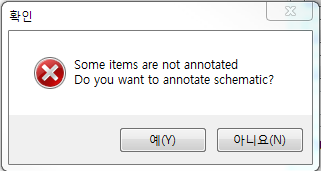 확인
Some items are not annotated
Do you want to annotate schematic?
예(Y)
아니요(N)